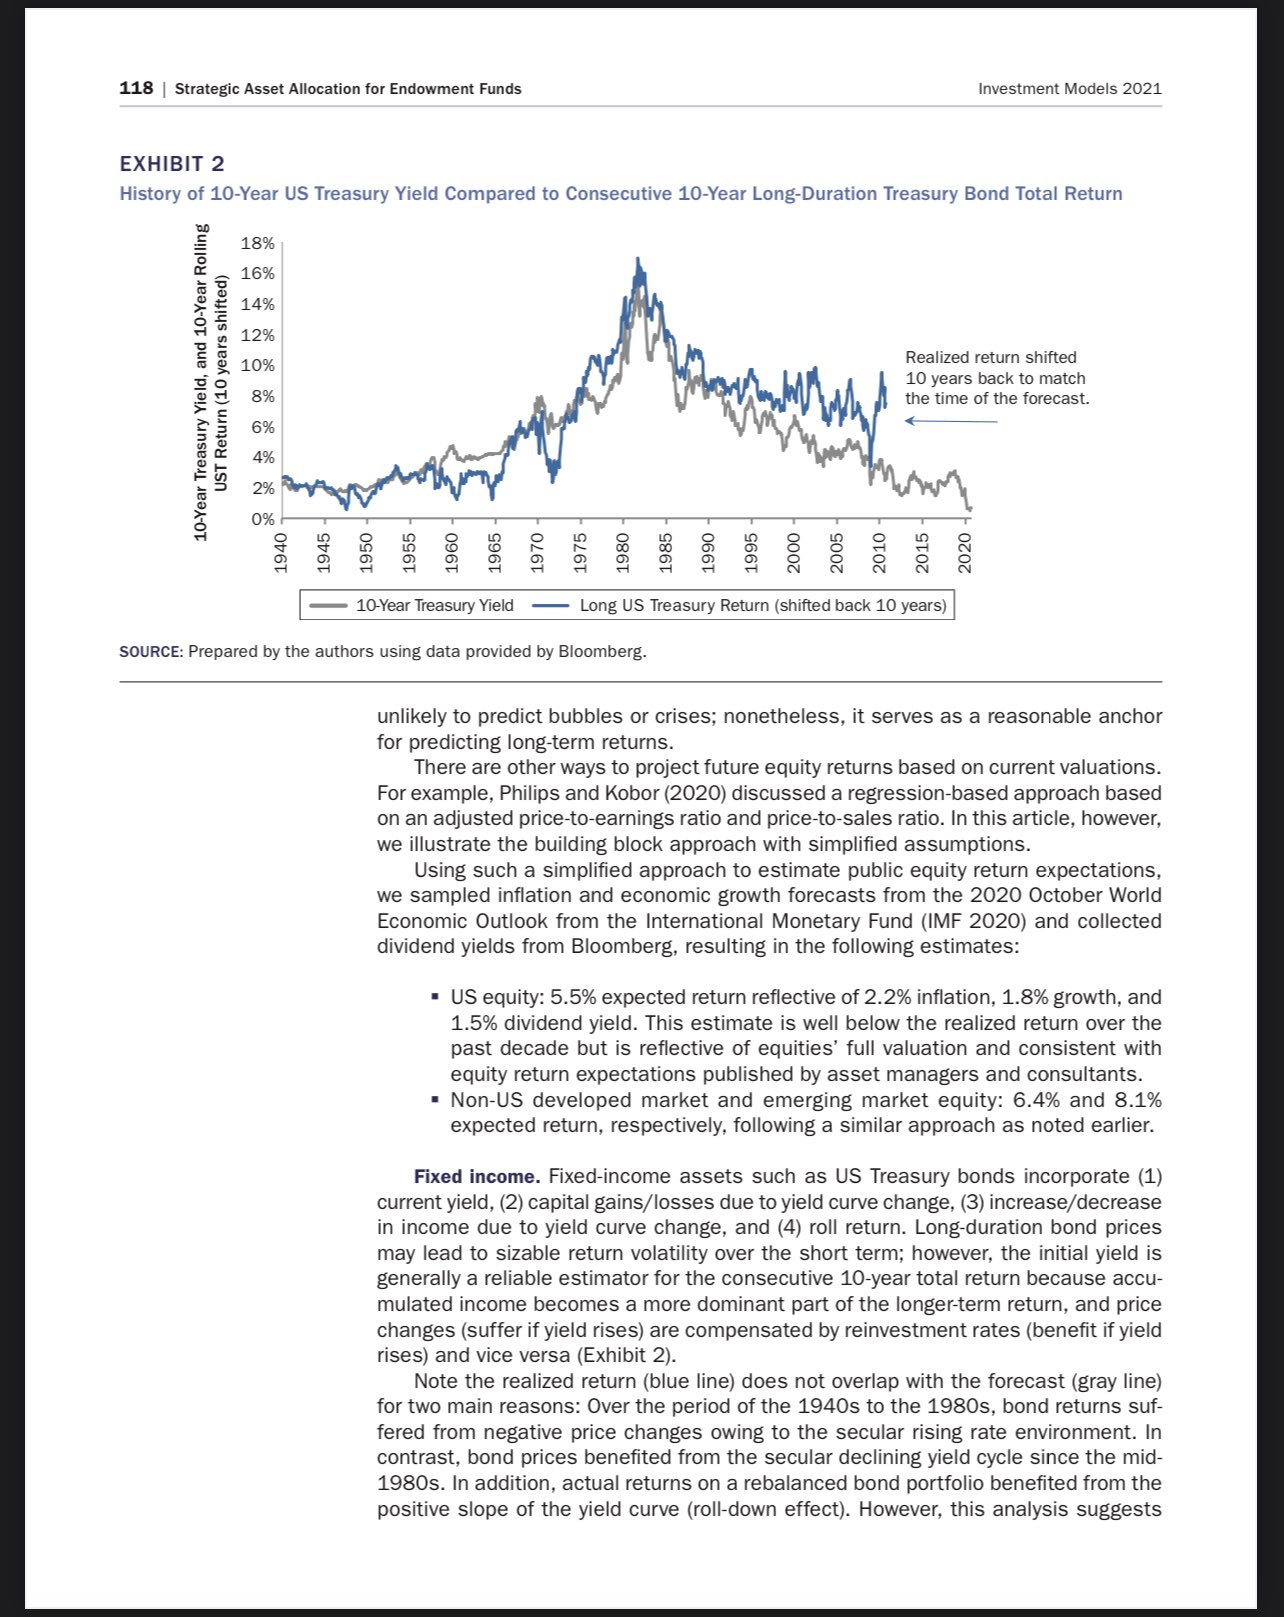 118 | Strategic Asset Allocation for Endowment Funds
Investment Models 2021
EXHIBIT 2
History of 10-Year US Treasury Yield Compared to Consecutive 10-Year Long-Duration Treasury Bond Total Return
10-Year Treasury Yield, and 10-Year Rolling
UST Return (10 years shifted)
18%
16%
14%
12%
10%
8%
6%
4%
2%
0%
Realized return shifted
10 years back to match
the time of the forecast.
1940
1945
1950
1955
1960
1965
1970
1975
1980
1985
1990
1995
2000
2005
2010
2015
2020
10-Year Treasury Yield
Long US Treasury Return (shifted back 10 years)
SOURCE: Prepared by the authors using data provided by Bloomberg.
unlikely to predict bubbles or crises; nonetheless, it serves as a reasonable anchor
for predicting long-term returns.
There are other ways to project future equity returns based on current valuations.
For example, Philips and Kobor (2020) discussed a regression-based approach based
on an adjusted price-to-earnings ratio and price-to-sales ratio. In this article, however,
we illustrate the building block approach with simplified assumptions.
Using such a simplified approach to estimate public equity return expectations,
we sampled inflation and economic growth forecasts from the 2020 October World
Economic Outlook from the International Monetary Fund (IMF 2020) and collected
dividend yields from Bloomberg, resulting in the following estimates:
▪ US equity: 5.5% expected return reflective of 2.2% inflation, 1.8% growth, and
1.5% dividend yield. This estimate is well below the realized return over the
past decade but is reflective of equities’ full valuation and consistent with
equity return expectations published by asset managers and consultants.
▪ Non-US developed market and emerging market equity: 6.4% and 8.1%
expected return, respectively, following a similar approach as noted earlier.
Fixed income. Fixed-income assets such as US Treasury bonds incorporate (1)
current yield, (2) capital gains/losses due to yield curve change, (3) increase/decrease
in income due to yield curve change, and (4) roll return. Long-duration bond prices
may lead to sizable return volatility over the short term; however, the initial yield is
generally a reliable estimator for the consecutive 10-year total return because accu-
mulated income becomes a more dominant part of the longer-term return, and price
changes (suffer if yield rises) are compensated by reinvestment rates (benefit if yield
rises) and vice versa (Exhibit 2).
Note the realized return (blue line) does not overlap with the forecast (gray line)
for two main reasons: Over the period of the 1940s to the 1980s, bond returns suf-
fered from negative price changes owing to the secular rising rate environment. In
contrast, bond prices benefited from the secular declining yield cycle since the mid-
1980s. In addition, actual returns on a rebalanced bond portfolio benefited from the
positive slope of the yield curve (roll-down effect). However, this analysis suggests